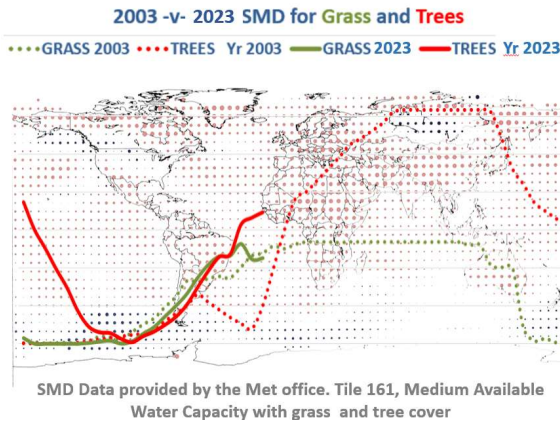 2003 -v- 2023 SMD for Grass and Trees
GRASS 2003 TREES Yr 2003 GRASS 2023 TREES Yr 2023
SMD Data provided by the Met office. Tile 161, Medium Available
Water Capacity with grass and tree cover